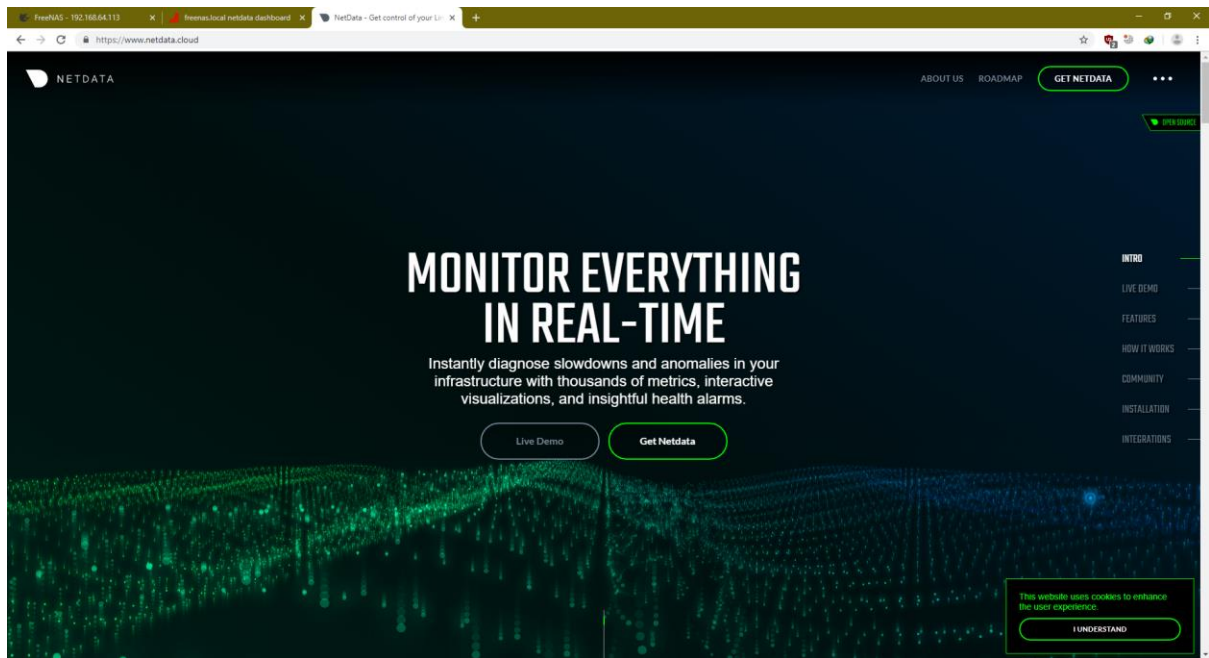 FreeNAS - 192.168.64.113
freenas.local netdata dashboard
NetData - Get control of your Li
https://www.netdata.cloud
2
NETDATA
ABOUT US ROADMAP GET NETDATA
OPEN SOURCE
MONITOR EVERYTHING
IN REAL-TIME
Instantly diagnose slowdowns and anomalies in your
infrastructure with thousands of metrics, interactive
visualizations, and insightful health alarms.
Live Demo Get Netdata
INTRO
LIVE DEMO
FEATURES
HOW IT WORKS
COMMUNITY
INSTALLATION
INTEGRATIONS
This website uses cookies to enhance
the user experience.
I UNDERSTAND